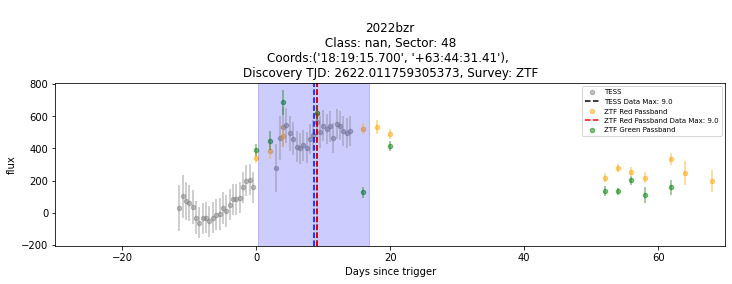 2022bzr
Class: nan, Sector: 48
Coords:('18:19:15.700', '+63:44:31.41'),
Discovery TJD: 2622.011759305373, Survey: ZTF
800
600
400
200
0
−200
flux
TESS
TESS Data Max: 9.0
ZTF Red Passband
ZTF Red Passband Data Max: 9.0
ZTF Green Passband
−20
0
20
40
60
Days since trigger